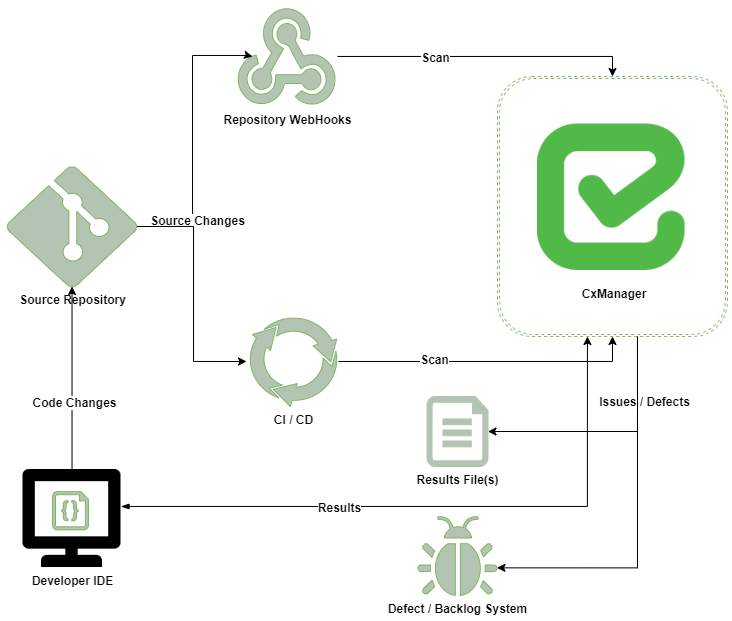 Scan
Repository WebHooks
Source Changes
CxManager
Source Repository
Scan
CI / CD
Code Changes
Issues / Defects
{}
Results File(s)
Results
Developer IDE
Defect / Backlog System